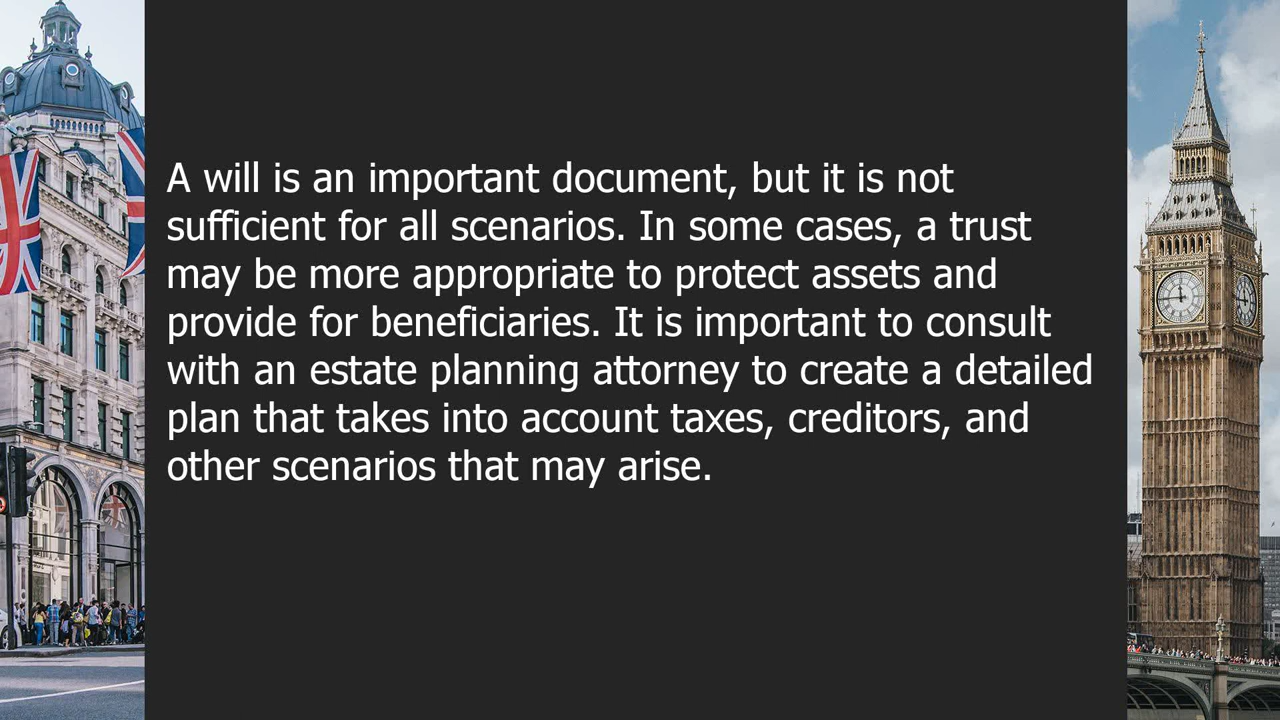 A will is an important document, but it is not
sufficient for all scenarios. In some cases, a trust
may be more appropriate to protect assets and
provide for beneficiaries. It is important to consult
with an estate planning attorney to create a detailed
plan that takes into account taxes, creditors, and
other scenarios that may arise.